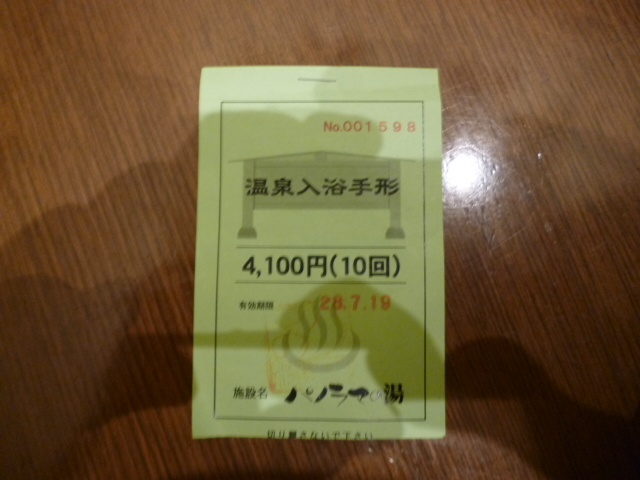 No.001598
温泉入浴手形
4,100円(10回)
有効期限 28.7.19
施設名 パノラマの湯
切り離さないで下さい